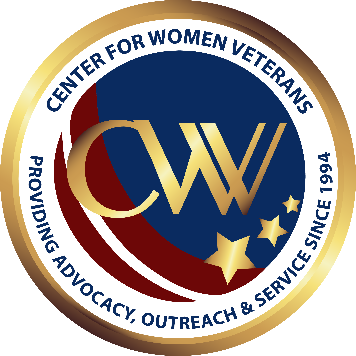 CENTER FOR WOMEN VETERANS
CWV
PROVIDING ADVOCACY, OUTREACH & SERVICE SINCE 1994